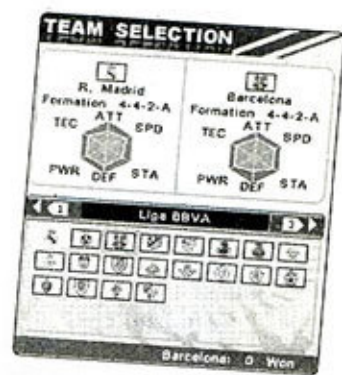 TEAM SELECTION
R. Madrid
Formation 4-4-2-A
ATT
TEC SPD
PWR STA
DEF
Barcelona
Formation 4-4-2-A
ATT
TEC SPD
PWR STA
DEF
1 Liga BBVA 3
Barcelona: 0 Won